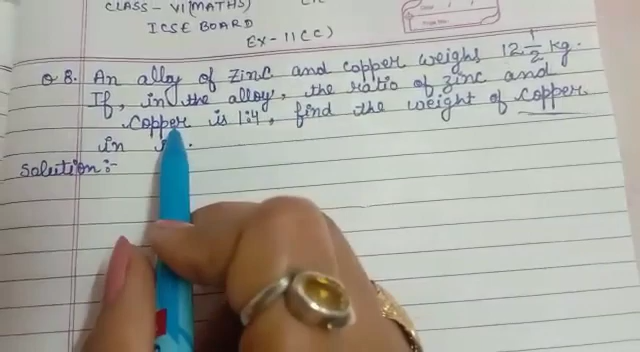 CLASS - VI (MATHS)
ICSE BOARD
EX - 11 (C)
Q 8. An alloy of zinc and copper weighs 12 1/2 kg.
If, in the alloy, the ratio of zinc and
copper is 1:4, find the weight of copper
in
Solution :-